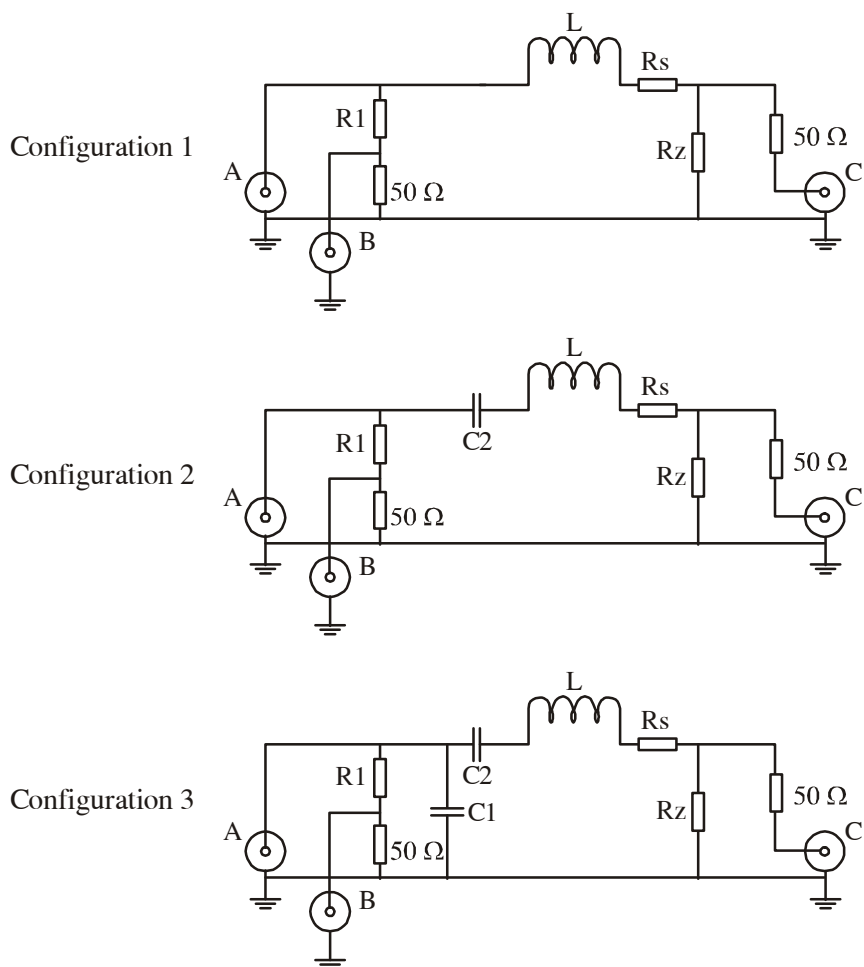 L
Rs
R1
50 Ω
Configuration 1
Rz
A
C
50 Ω
B
L
Rs
R1
C2
50 Ω
Configuration 2
Rz
A
C
50 Ω
B
L
Rs
R1
C2
50 Ω
Configuration 3
C1
Rz
A
C
50 Ω
B